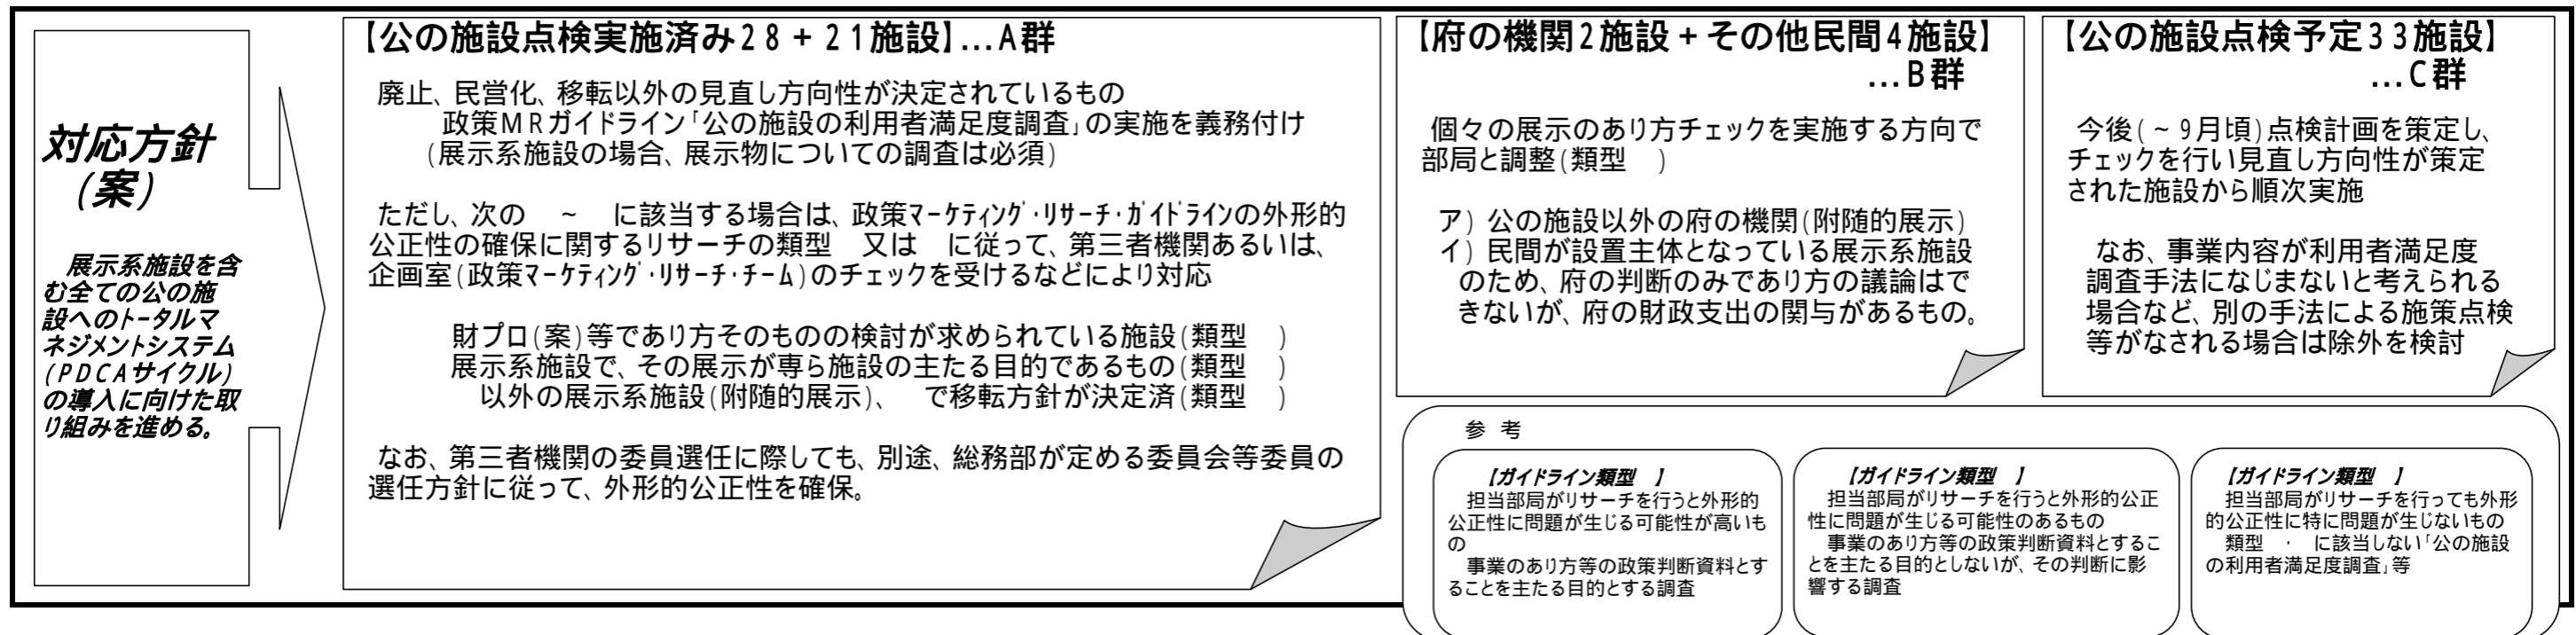 対応方針
(案)
展示系施設を含
む全ての公の施
設へのトータルマ
ネジメントシステム
(PDCAサイクル)
の導入に向けた取
り組みを進める。
【公の施設点検実施済み28+21施設】…A群
廃止、民営化、移転以外の見直し方向性が決定されているもの
政策MRガイドライン「公の施設の利用者満足度調査」の実施を義務付け
(展示系施設の場合、展示物についての調査は必須)
ただし、次の　~　に該当する場合は、政策ﾏｰｹﾃｨﾝｸﾞ･ﾘｻｰﾁ･ｶﾞｲﾄﾞﾗｲﾝの外形的
公正性の確保に関するリサーチの類型　又は　に従って、第三者機関あるいは、
企画室(政策ﾏｰｹﾃｨﾝｸﾞ･ﾘｻｰﾁ･ﾁｰﾑ)のチェックを受けるなどにより対応
財プロ(案)等であり方そのものの検討が求められている施設(類型　)
展示系施設で、その展示が専ら施設の主たる目的であるもの(類型　)
以外の展示系施設(附随的展示)、　で移転方針が決定済(類型　)
なお、第三者機関の委員選任に際しても、別途、総務部が定める委員会等委員の
選任方針に従って、外形的公正性を確保。
【府の機関2施設+その他民間4施設】
…B群
個々の展示のあり方チェックを実施する方向で
部局と調整(類型　)
ア) 公の施設以外の府の機関(附随的展示)
イ) 民間が設置主体となっている展示系施設
のため、府の判断のみであり方の議論はで
きないが、府の財政支出の関与があるもの。
【公の施設点検予定33施設】
…C群
今後(~9月頃)点検計画を策定し、
チェックを行い見直し方向性が策定
された施設から順次実施
なお、事業内容が利用者満足度
調査手法になじまないと考えられる
場合など、別の手法による施策点検
等がなされる場合は除外を検討
参 考
【ガイドライン類型　】
担当部局がリサーチを行うと外形的
公正性に問題が生じる可能性が高いも
の
事業のあり方等の政策判断資料とす
ることを主たる目的とする調査
【ガイドライン類型　】
担当部局がリサーチを行うと外形的公正
性に問題が生じる可能性のあるもの
事業のあり方等の政策判断資料とするこ
とを主たる目的としないが、その判断に影
響する調査
【ガイドライン類型　】
担当部局がリサーチを行っても外形
的公正性に特に問題が生じないもの
類型　・　に該当しない「公の施設
の利用者満足度調査」等